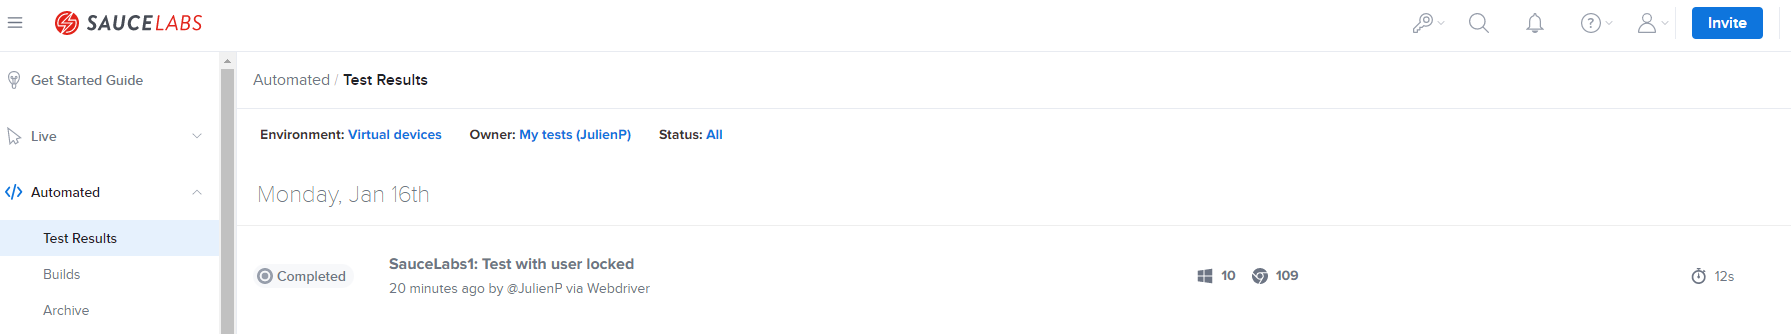 SAUCELABS
Invite
Get Started Guide
Live
Automated
Test Results
Builds
Archive
Automated / Test Results
Environment: Virtual devices Owner: My tests (JulienP) Status: All
Monday, Jan 16th
Completed
SauceLabs1: Test with user locked
20 minutes ago by @JulienP via Webdriver
10 109 12s